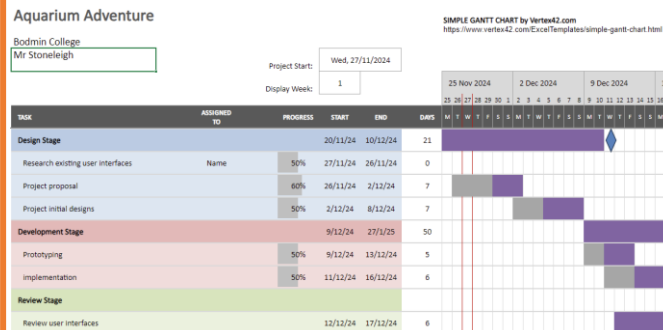 Aquarium Adventure
SIMPLE GANTT CHART by Vertex42.com
https://www.vertex42.com/ExcelTemplates/simple-gantt-chart.html
Bodmin College
Mr Stoneleigh
Project Start: Wed, 27/11/2024
Display Week: 1
25 Nov 2024 2 Dec 2024 9 Dec 2024
25 26 27 28 29 30 1 2 3 4 5 6 7 8 9 10 11 12 13 14 15 16
TASK ASSIGNED TO PROGRESS START END DAYS M T W T F S S M T W T F S S M T W T F S S M
Design Stage 20/11/24 10/12/24 21
Research existing user interfaces Name 50% 27/11/24 26/11/24 0
Project proposal 60% 26/11/24 2/12/24 7
Project initial designs 50% 2/12/24 8/12/24 7
Development Stage 9/12/24 27/1/25 50
Prototyping 50% 9/12/24 13/12/24 5
implementation 50% 11/12/24 16/12/24 6
Review Stage
Review user interfaces 12/12/24 17/12/24 6